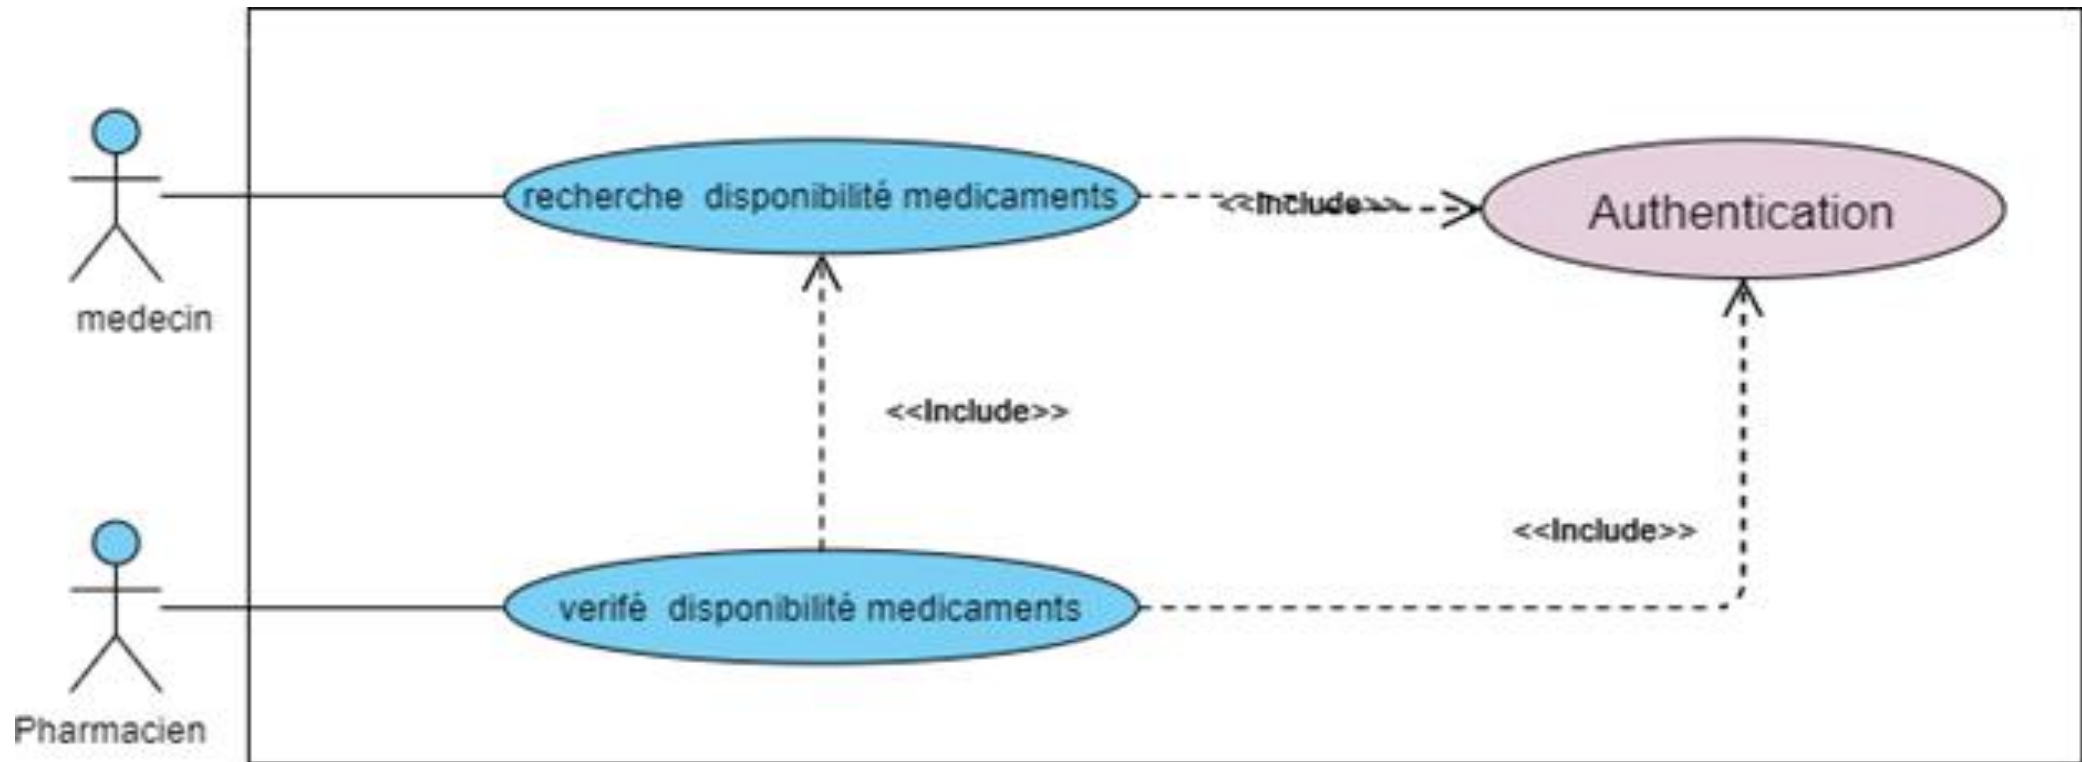 recherche disponibilité medicaments
<<Include>>
Authentication
medecin
<<Include>>
<<Include>>
verifé disponibilité medicaments
Pharmacien